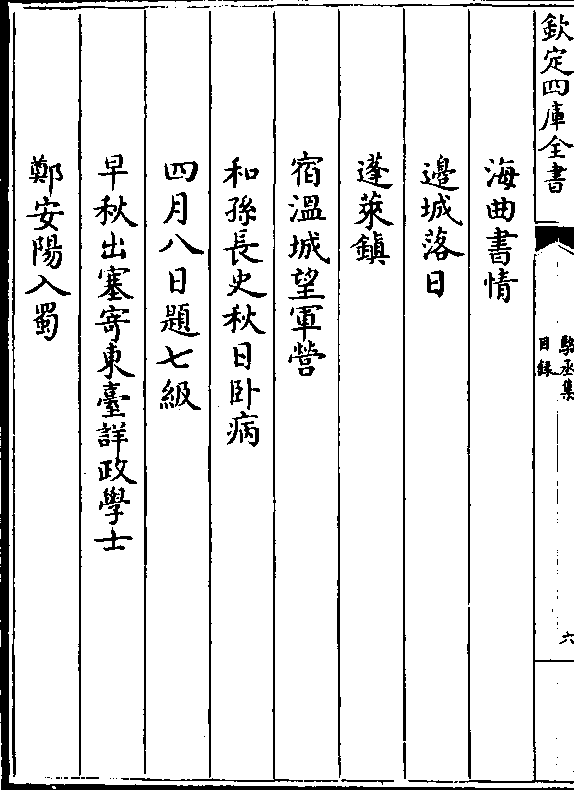 欽定四庫全書
駱丞集
目録
六
海曲書情
邊城落日
蓬萊鎮
宿溫城望軍營
和孫長史秋日卧病
四月八日題七級
早秋出塞寄東臺詳政學士
鄭安陽入蜀